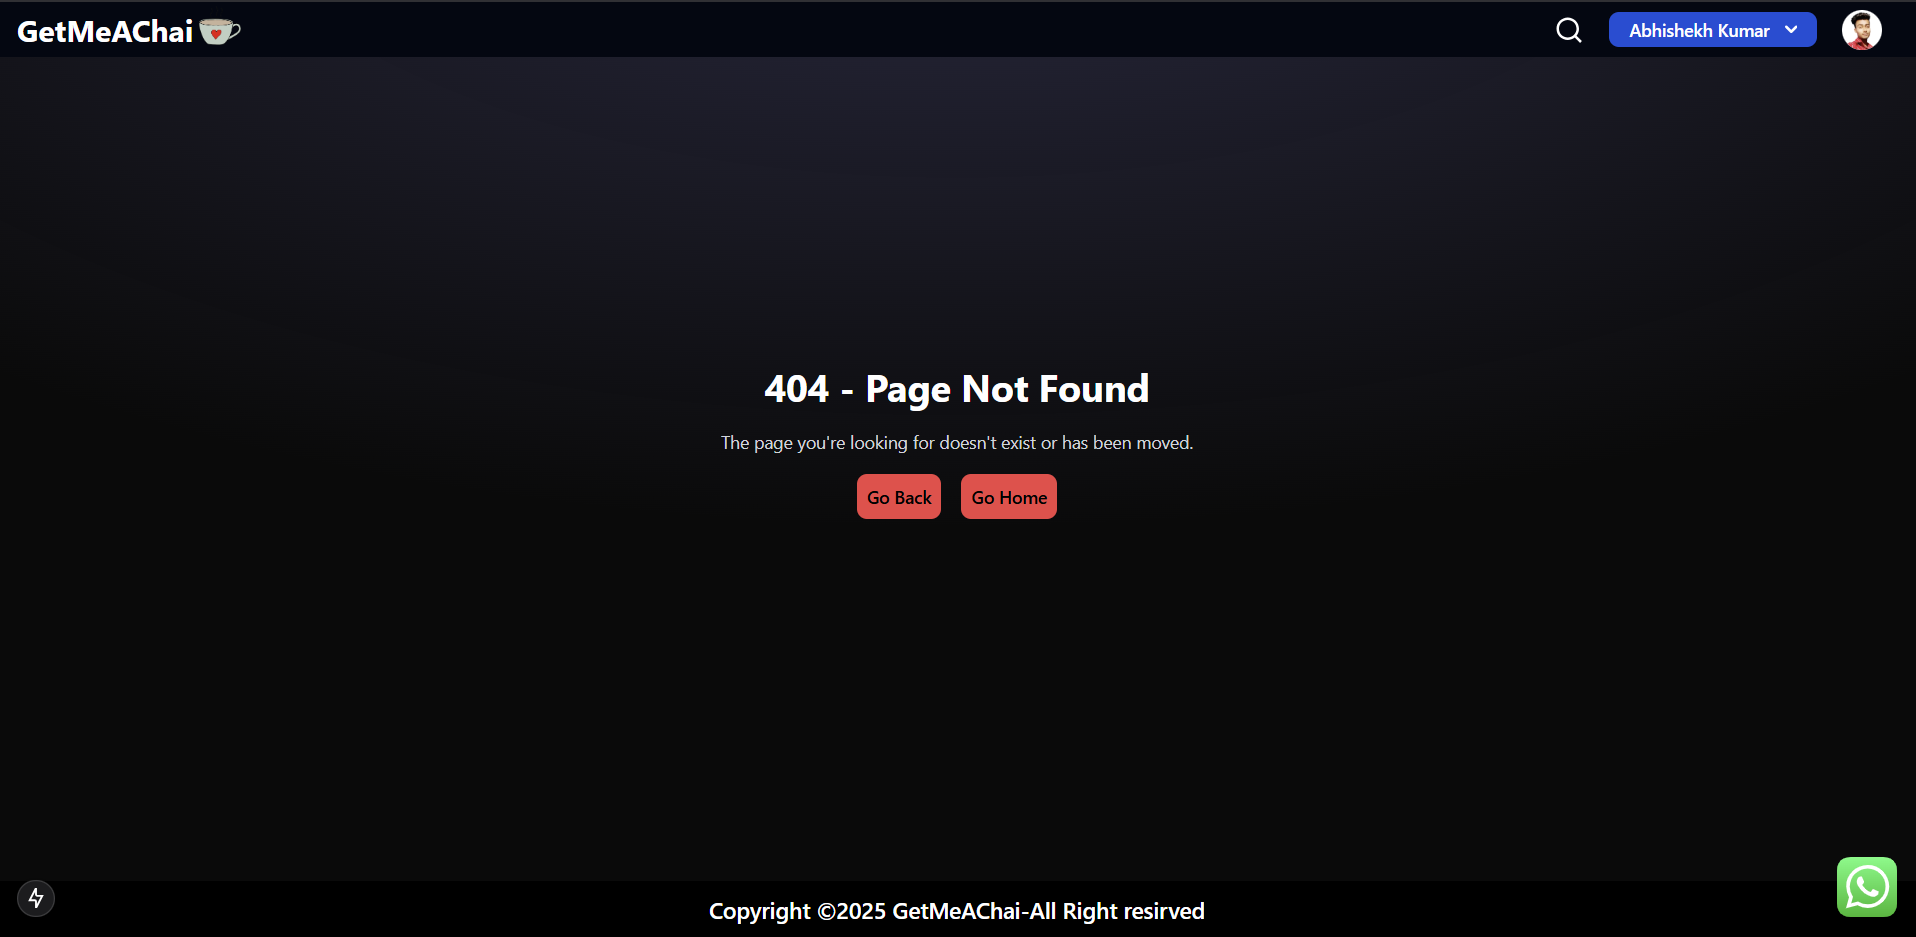 GetMeAChai
Abhishekh Kumar
404 - Page Not Found
The page you're looking for doesn't exist or has been moved.
Go Back
Go Home
Copyright ©2025 GetMeAChai-All Right resirved